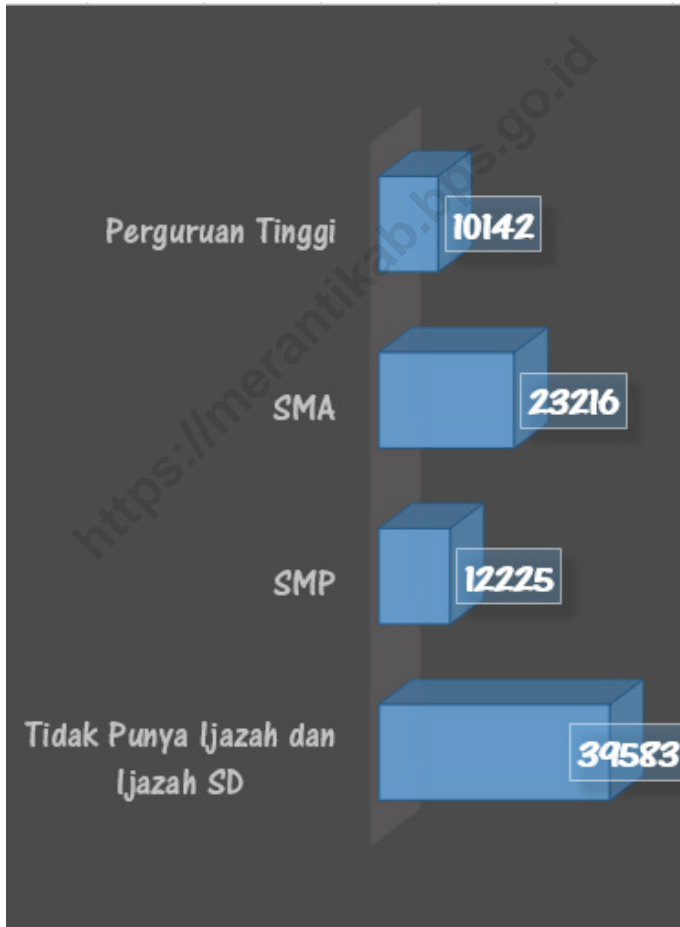 Perguruan Tinggi
10142
SMA
23216
SMP
12225
Tidak Punya Ijazah dan
Ijazah SD
39583
https://merantikab.bps.go.id